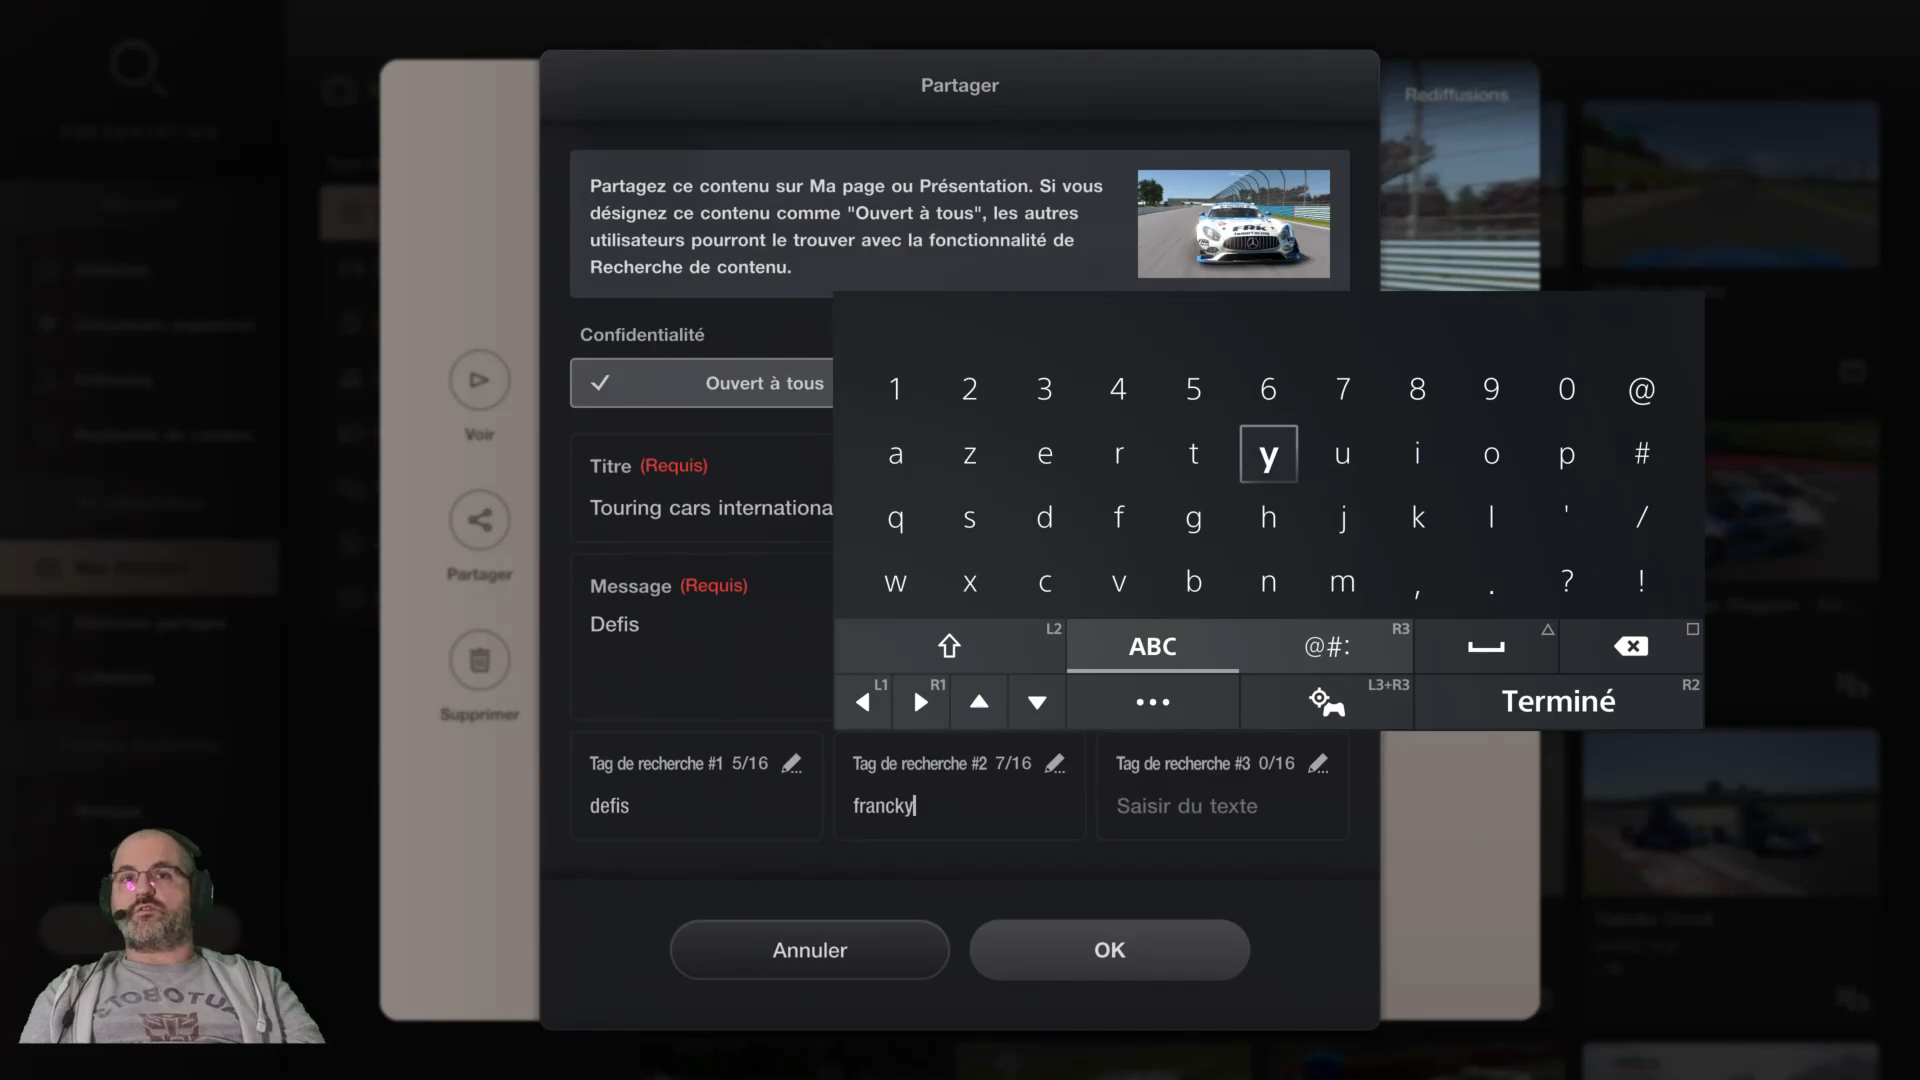 Partager
Rediffusions
Partagez ce contenu sur Ma page ou Présentation. Si vous
désignez ce contenu comme "Ouvert à tous", les autres
utilisateurs pourront le trouver avec la fonctionnalité de
Recherche de contenu.
FRK
Confidentialité
Ouvert à tous
Voir
Partager
Supprimer
Titre (Requis)
Touring cars internationa
Message (Requis)
Defis
1 2 3 4 5 6 7 8 9 0 @
a z e r t y u i o p #
q s d f g h j k l ' /
w x c v b n m , . ? !
L2
ABC
@#:
R3
L1
R1
...
L3+R3
Terminé
R2
Tag de recherche #1 5/16
defis
Tag de recherche #2 7/16
francky
Tag de recherche #3 0/16
Saisir du texte
Annuler
OK